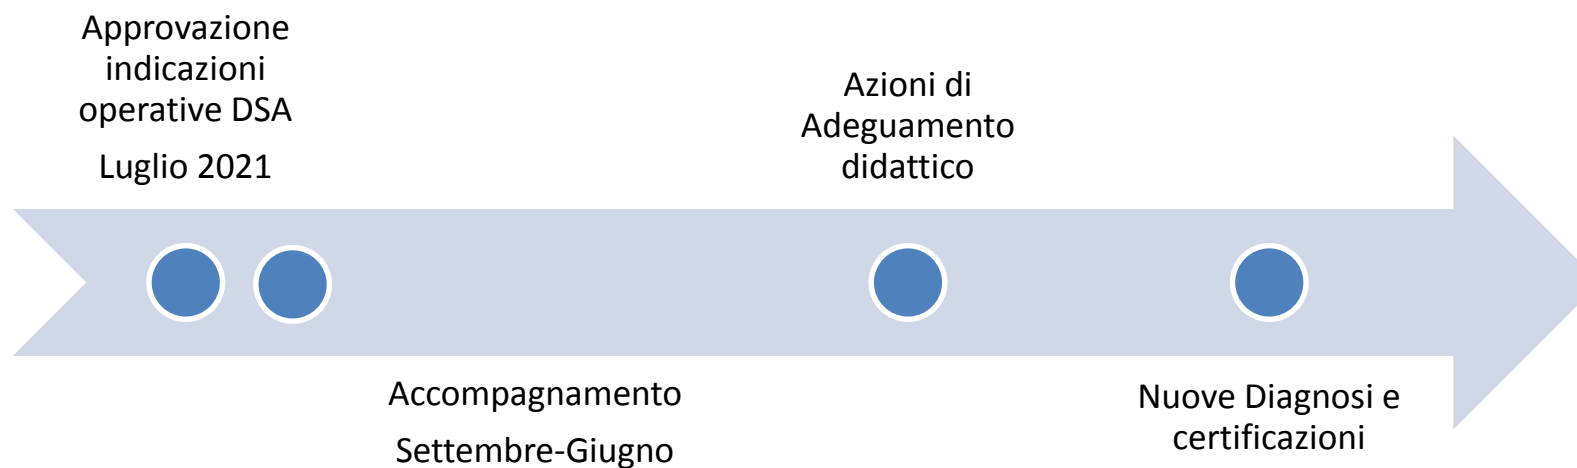 Approvazione
indicazioni
operative DSA
Luglio 2021
Accompagnamento
Settembre-Giugno
Azioni di
Adeguamento
didattico
Nuove Diagnosi e
certificazioni